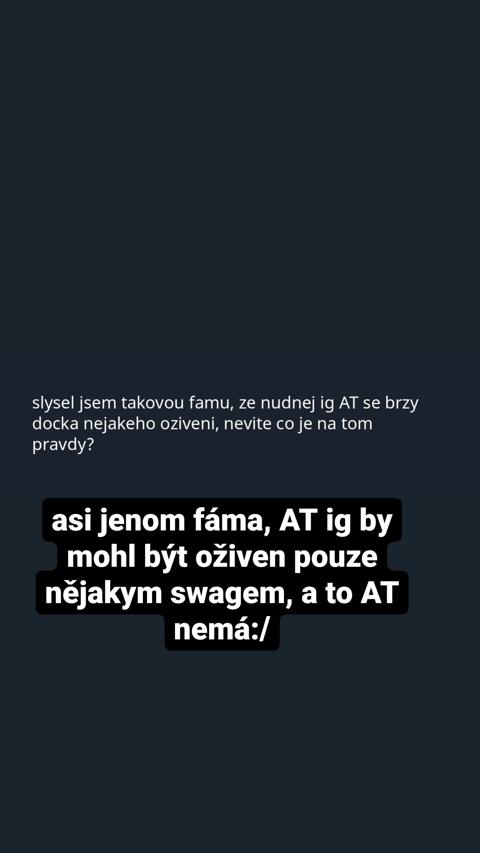 slysel jsem takovou famu, ze nudnej ig AT se brzy
docka nejakeho oziveni, nevite co je na tom
pravdy?
asi jenom fáma, AT ig by
mohl být oživen pouze
nějakym swagem, a to AT
nemá:/